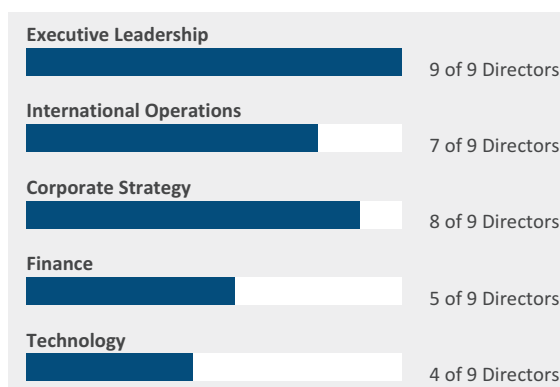 Executive Leadership
9 of 9 Directors
International Operations
7 of 9 Directors
Corporate Strategy
8 of 9 Directors
Finance
5 of 9 Directors
Technology
4 of 9 Directors